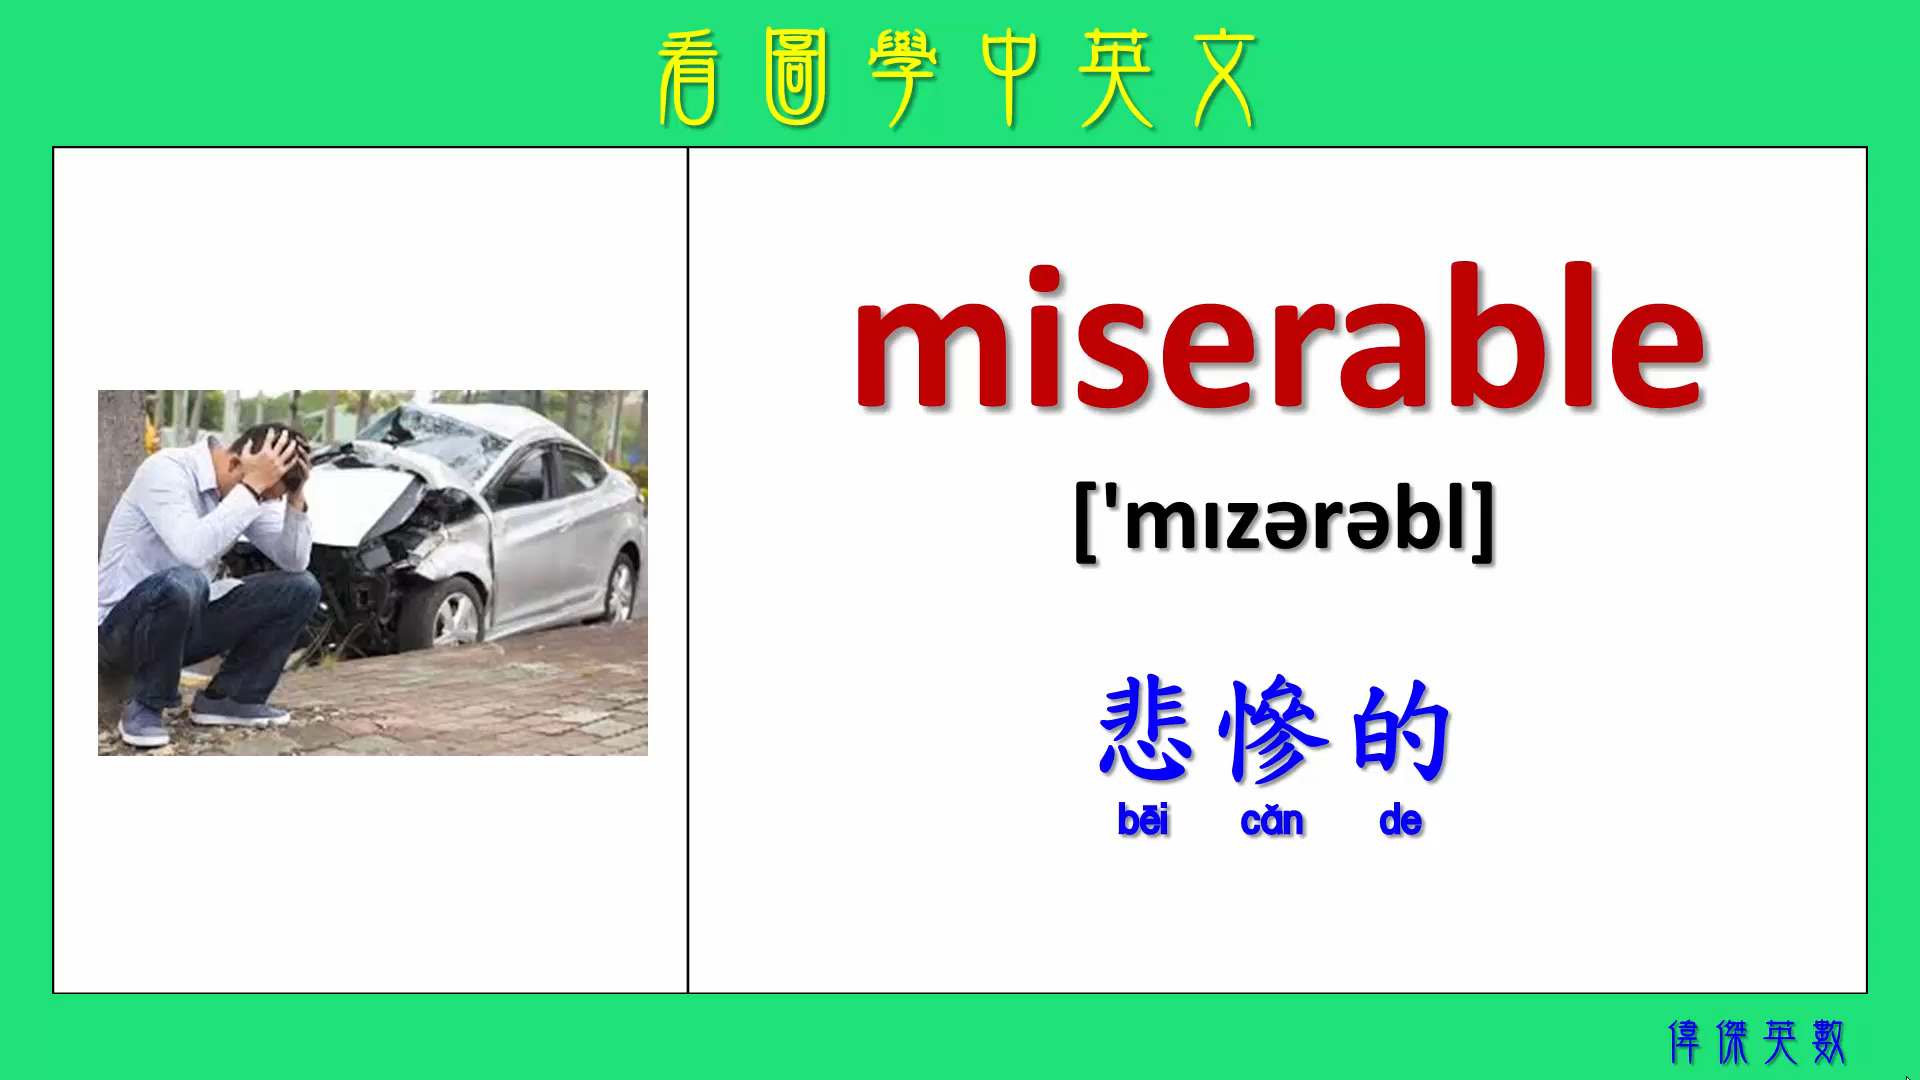 看圖學中英文
miserable
['mɪzərəbl]
悲慘的
bēi cǎn de
偉傑英數